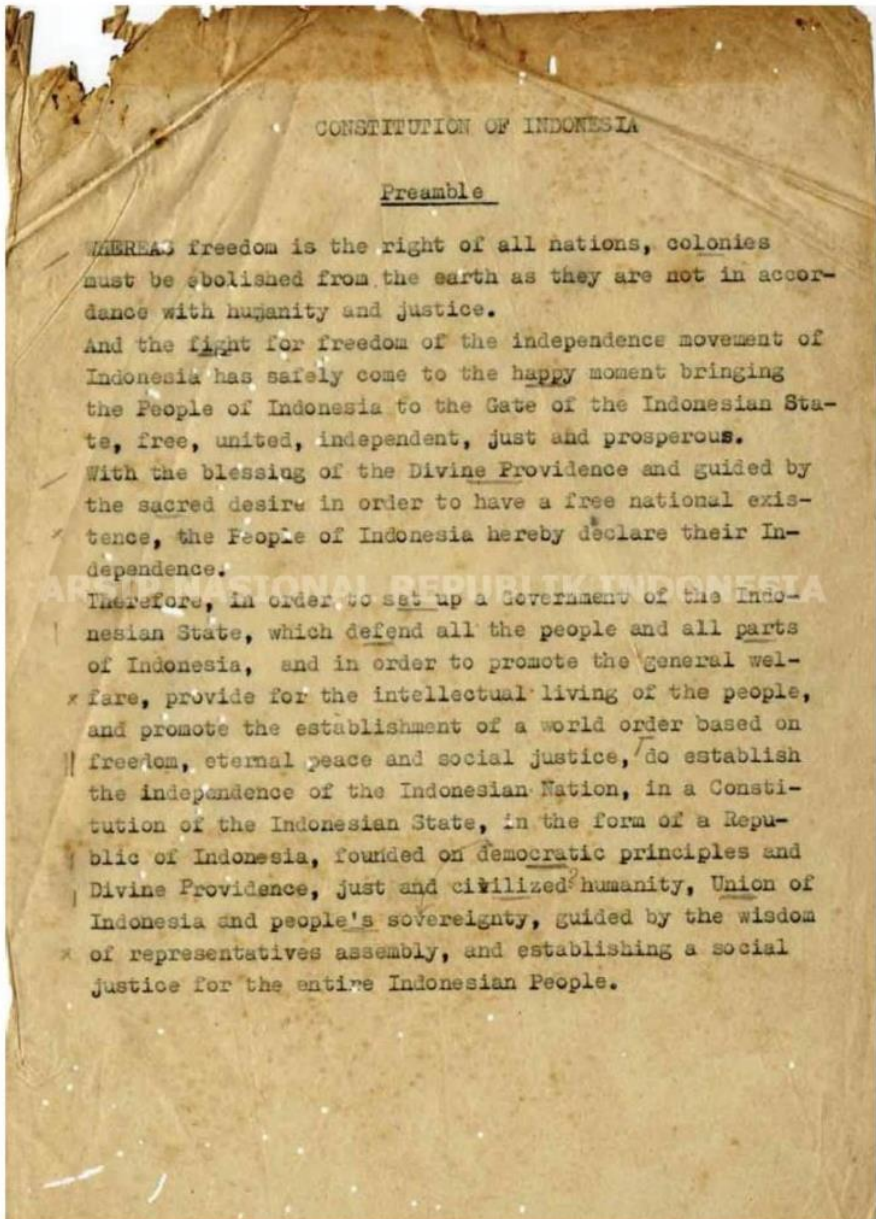 CONSTITUTION OF INDONESIA
Preamble
WHEREAS freedom is the right of all nations, colonies
must be abolished from the earth as they are not in accor-
dance with humanity and justice.
And the fight for freedom of the independence movement of
Indonesia has safely come to the happy moment bringing
the People of Indonesia to the Gate of the Indonesian Sta-
te, free, united, independent, just and prosperous.
With the blessing of the Divine Providence and guided by
the sacred desire in order to have a free national exis-
tence, the People of Indonesia hereby declare their In-
dependence.
ARSIP NASIONAL REPUBLIK INDONESIA
Therefore, in order to set up a Government of the Indo-
nesian State, which defend all the people and all parts
of Indonesia, and in order to promote the general wel-
fare, provide for the intellectual living of the people,
and promote the establishment of a world order based on
freedom, eternal peace and social justice, do establish
the independence of the Indonesian Nation, in a Consti-
tution of the Indonesian State, in the form of a Repu-
blic of Indonesia, founded on democratic principles and
Divine Providence, just and civilized? humanity, Union of
Indonesia and people's sovereignty, guided by the wisdom
of representatives assembly, and establishing a social
justice for the entire Indonesian People.